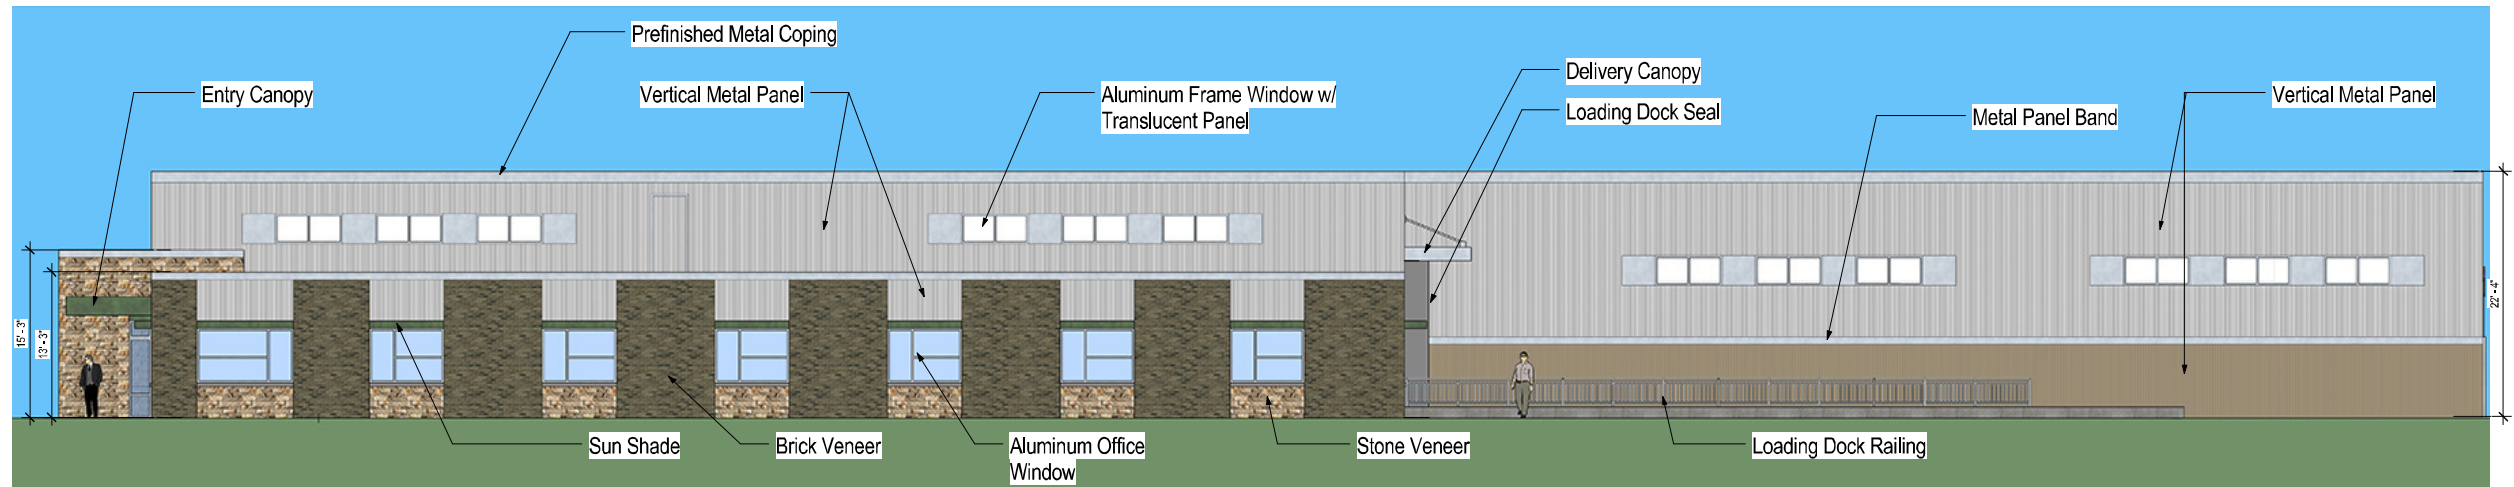 Prefinished Metal Coping
Entry Canopy
Vertical Metal Panel
Aluminum Frame Window w/
Translucent Panel
Delivery Canopy
Loading Dock Seal
Metal Panel Band
Vertical Metal Panel
15' - 3"
13' - 3"
22' - 4"
Sun Shade
Brick Veneer
Aluminum Office
Window
Stone Veneer
Loading Dock Railing